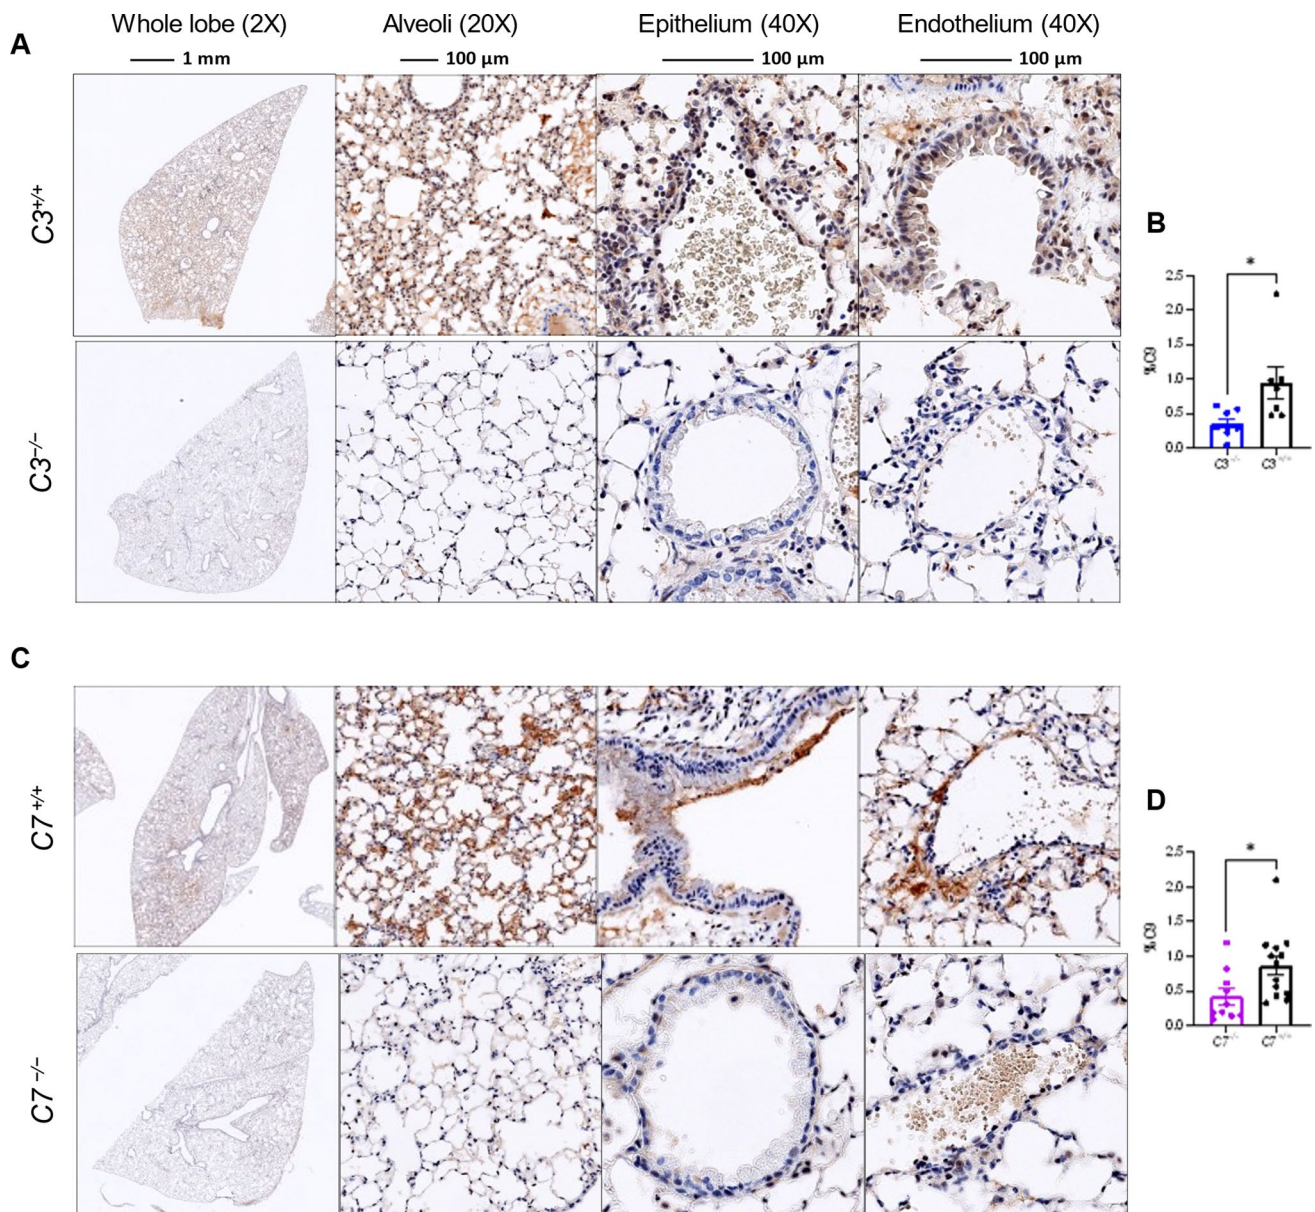 Whole lobe (2X) Alveoli (20X) Epithelium (40X) Endothelium (40X)
A
1 mm 100 µm 100 µm 100 µm
C3+/+
C3–/–
B
*
2.5
2.0
1.5
1.0
0.5
0.0
%C9
C3-/- C3+/+
C
C7+/+
C7–/–
D
*
2.5
2.0
1.5
1.0
0.5
0.0
% C9
C7-/- C7+/+